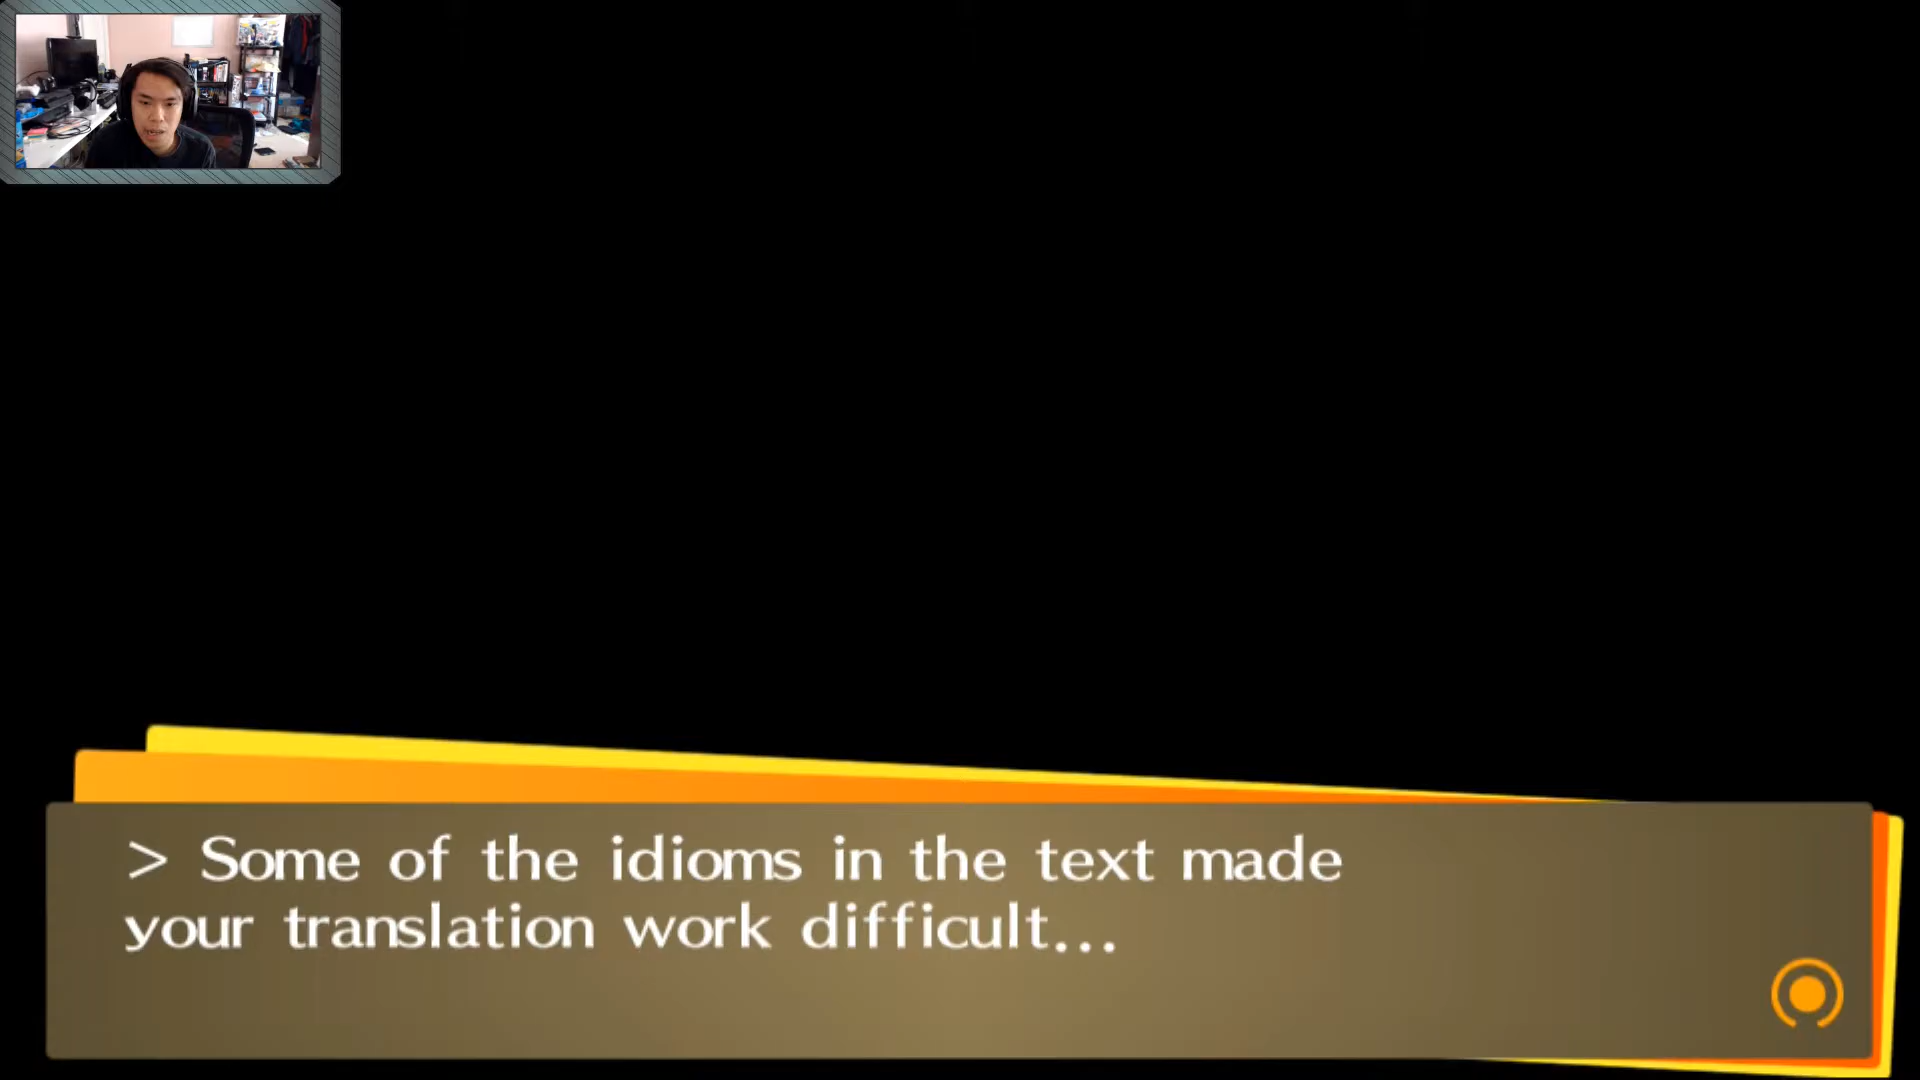 > Some of the idioms in the text made
your translation work difficult...